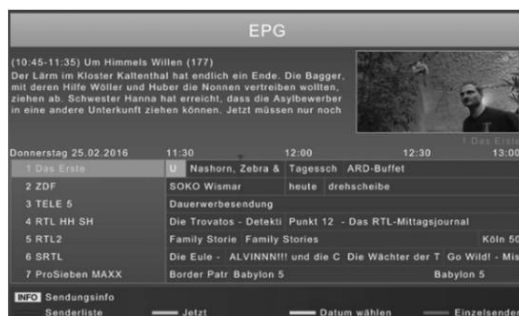 EPG
(10:45-11:35) Um Himmels Willen (177)
Der Lärm im Kloster Kaltenthal hat endlich ein Ende. Die Bagger,
mit deren Hilfe Wöller und Huber die Nonnen vertreiben wollten,
ziehen ab. Schwester Hanna hat erreicht, dass die Asylbewerber
in eine andere Unterkunft ziehen können. Jetzt müssen nur noch
1 Das Erste
Donnerstag 25.02.2016 11:30 12:00 12:30 13:00
1 Das Erste U Nashorn, Zebra & Tagessch ARD-Buffet
2 ZDF SOKO Wismar heute drehscheibe
3 TELE 5 Dauerwerbesendung
4 RTL HH SH Die Trovatos - Detekti Punkt 12 - Das RTL-Mittagsjournal
5 RTL2 Family Storie Family Stories Köln 50
6 SRTL Die Eule - ALVINNN!!! und die C Die Wächter der T Go Wild! - Mis
7 ProSieben MAXX Border Patr Babylon 5 Babylon 5
INFO Sendungsinfo
Senderliste Jetzt Datum wählen Einzelsender